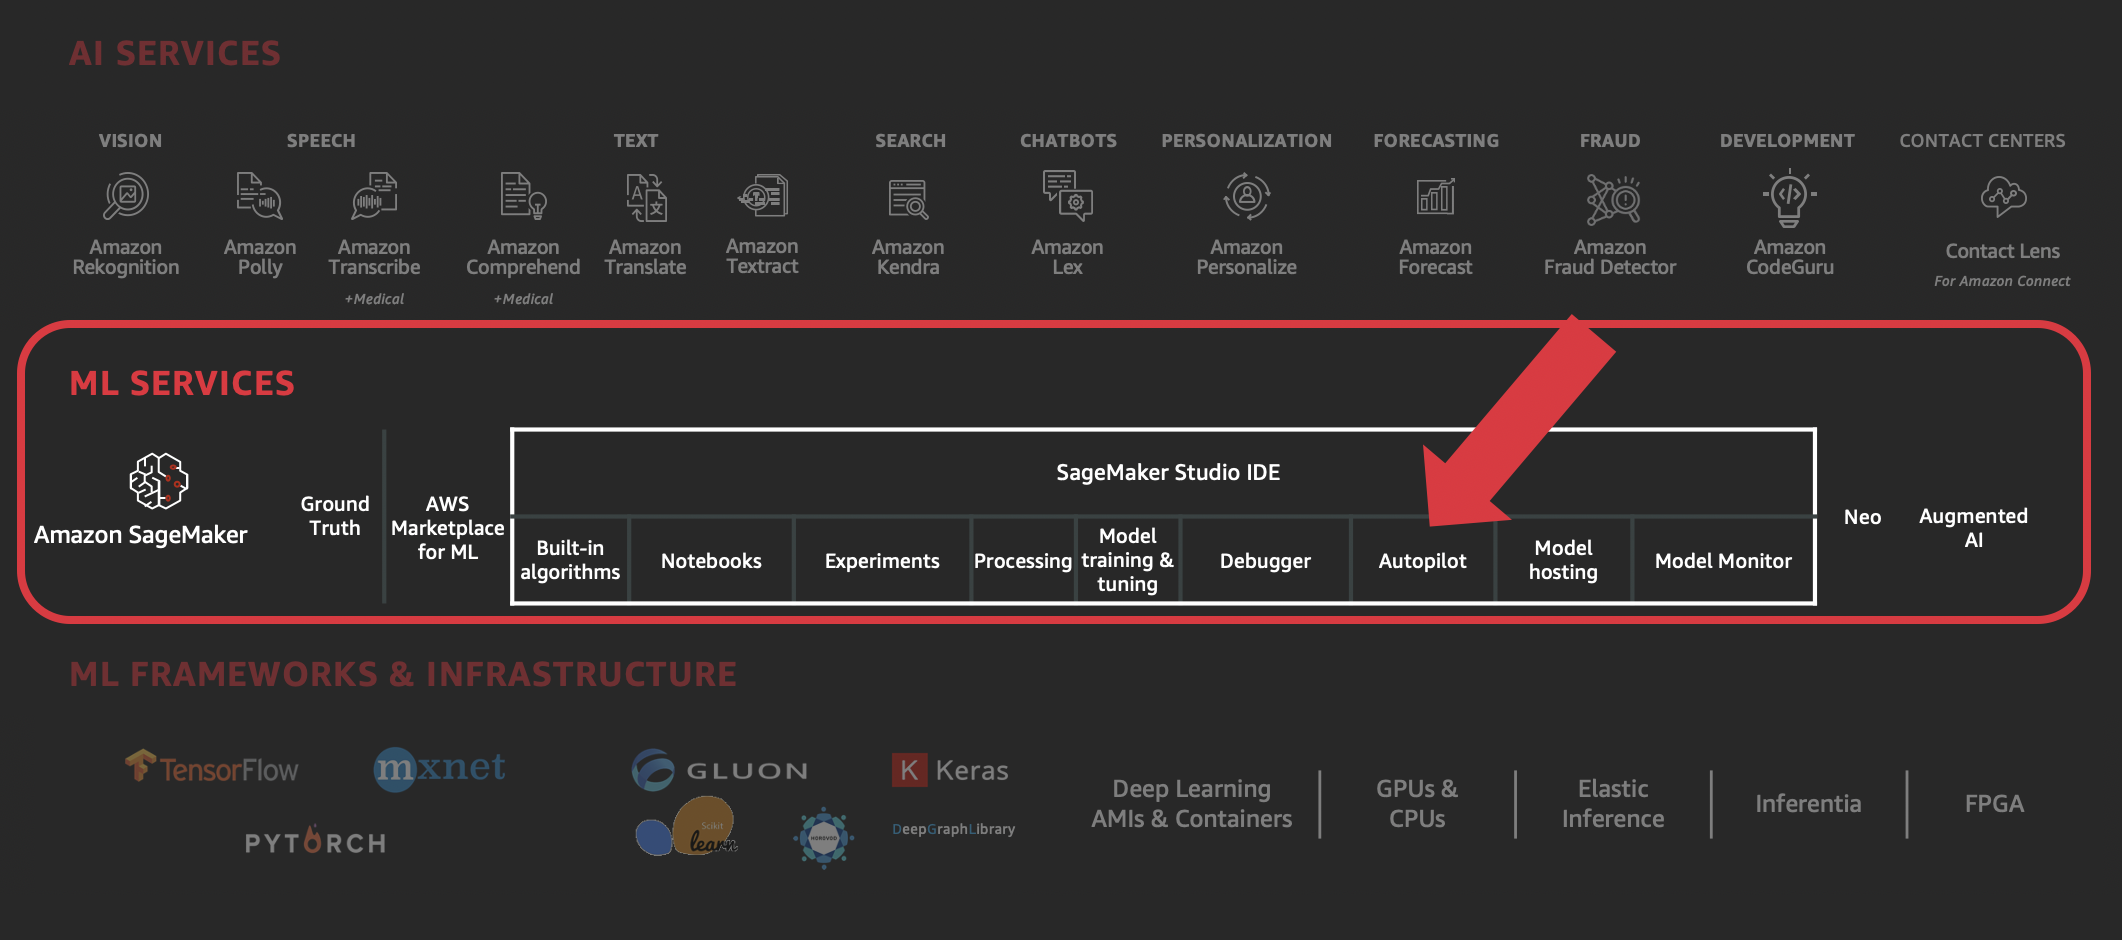 AI SERVICES
VISION
SPEECH
TEXT
SEARCH
CHATBOTS
PERSONALIZATION
FORECASTING
FRAUD
DEVELOPMENT
CONTACT CENTERS
Amazon
Rekognition
Amazon
Polly
Amazon
Transcribe
+Medical
Amazon
Comprehend
+Medical
A
文
Amazon
Translate
T
Amazon
Textract
Amazon
Kendra
Amazon
Lex
Amazon
Personalize
Amazon
Forecast
Amazon
Fraud Detector
Amazon
CodeGuru
Contact Lens
For Amazon Connect
ML SERVICES
Amazon SageMaker
Ground
Truth
AWS
Marketplace
for ML
SageMaker Studio IDE
Built-in
algorithms
Notebooks
Experiments
Processing
Model
training &
tuning
Debugger
Autopilot
Model
hosting
Model Monitor
Neo
Augmented
AI
ML FRAMEWORKS & INFRASTRUCTURE
TensorFlow
mxnet
GLUON
K Keras
PYTORCH
Scikit
learn
HOROVOD
DeepGraphLibrary
Deep Learning
AMIs & Containers
GPUs &
CPUs
Elastic
Inference
Inferentia
FPGA